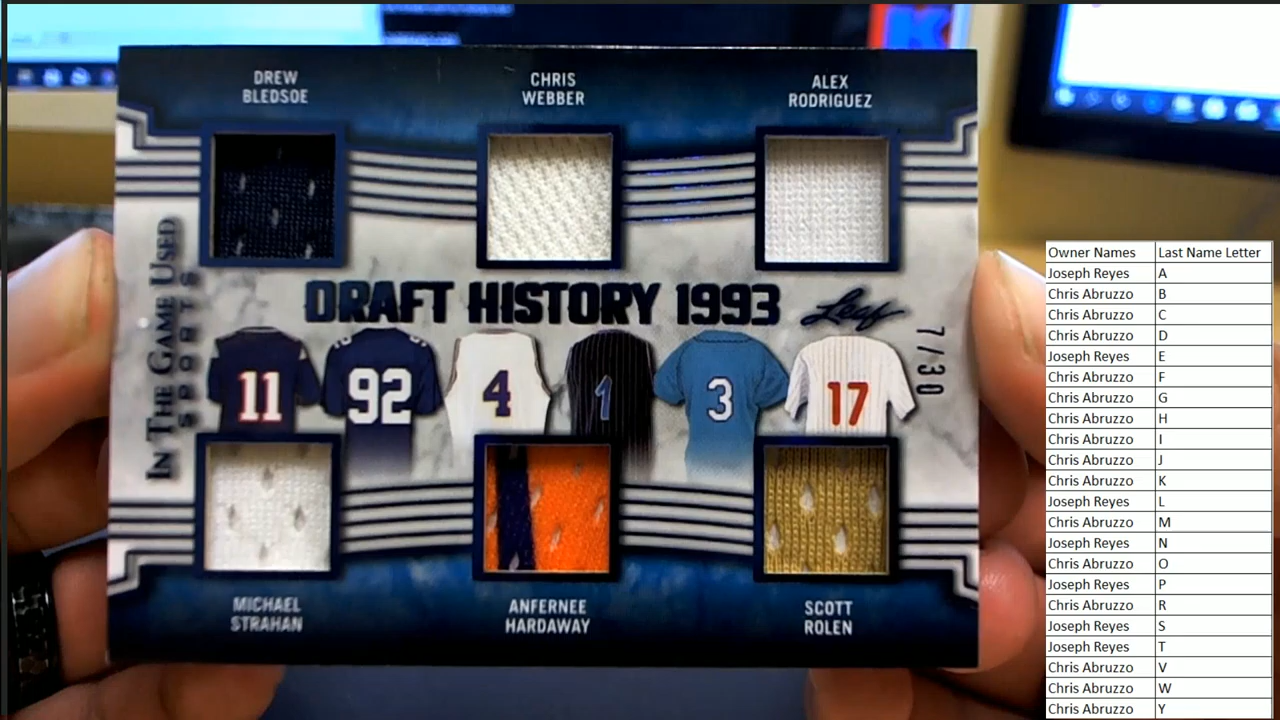 DREW
BLEDSOE
CHRIS
WEBBER
ALEX
RODRIGUEZ
IN THE GAME USED
SPORTS
DRAFT HISTORY 1993
Leaf
7/30
11
92
4
1
3
17
MICHAEL
STRAHAN
ANFERNEE
HARDAWAY
SCOTT
ROLEN
K
Owner Names Last Name Letter
Joseph Reyes A
Chris Abruzzo B
Chris Abruzzo C
Chris Abruzzo D
Joseph Reyes E
Chris Abruzzo F
Chris Abruzzo G
Chris Abruzzo H
Chris Abruzzo I
Chris Abruzzo J
Chris Abruzzo K
Joseph Reyes L
Chris Abruzzo M
Joseph Reyes N
Chris Abruzzo O
Joseph Reyes P
Chris Abruzzo R
Joseph Reyes S
Joseph Reyes T
Chris Abruzzo V
Chris Abruzzo W
Chris Abruzzo Y